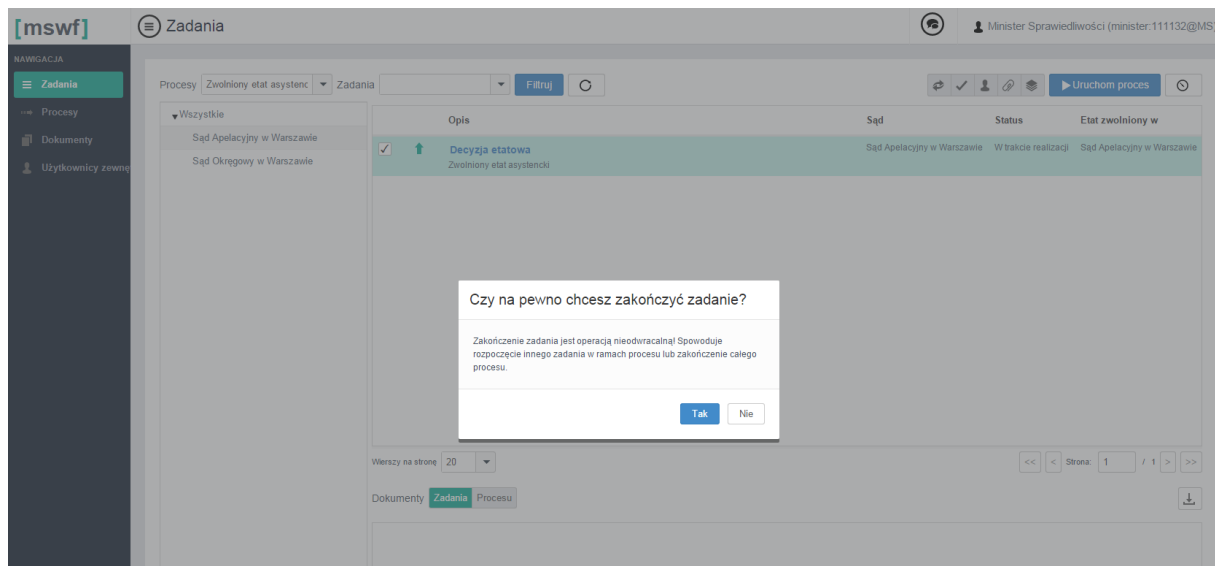 [mswf]
Zadania
Minister Sprawiedliwości (minister:111132@MS)
NAWIGACJA
Zadania
Procesy
Dokumenty
Użytkownicy zewnę
Procesy Zwolniony etat asystenc Zadania Filtruj Uruchom proces
Wszystkie
Sąd Apelacyjny w Warszawie
Sąd Okręgowy w Warszawie
Opis Sąd Status Etat zwolniony w
Decyzja etatowa Sąd Apelacyjny w Warszawie W trakcie realizacji Sąd Apelacyjny w Warszawie
Zwolniony etat asystencki
Czy na pewno chcesz zakończyć zadanie?
Zakończenie zadania jest operacją nieodwracalną! Spowoduje
rozpoczęcie innego zadania w ramach procesu lub zakończenie całego
procesu.
Tak Nie
Wierszy na stronę 20 << < Strona: 1 / 1 > >>
Dokumenty Zadania Procesu